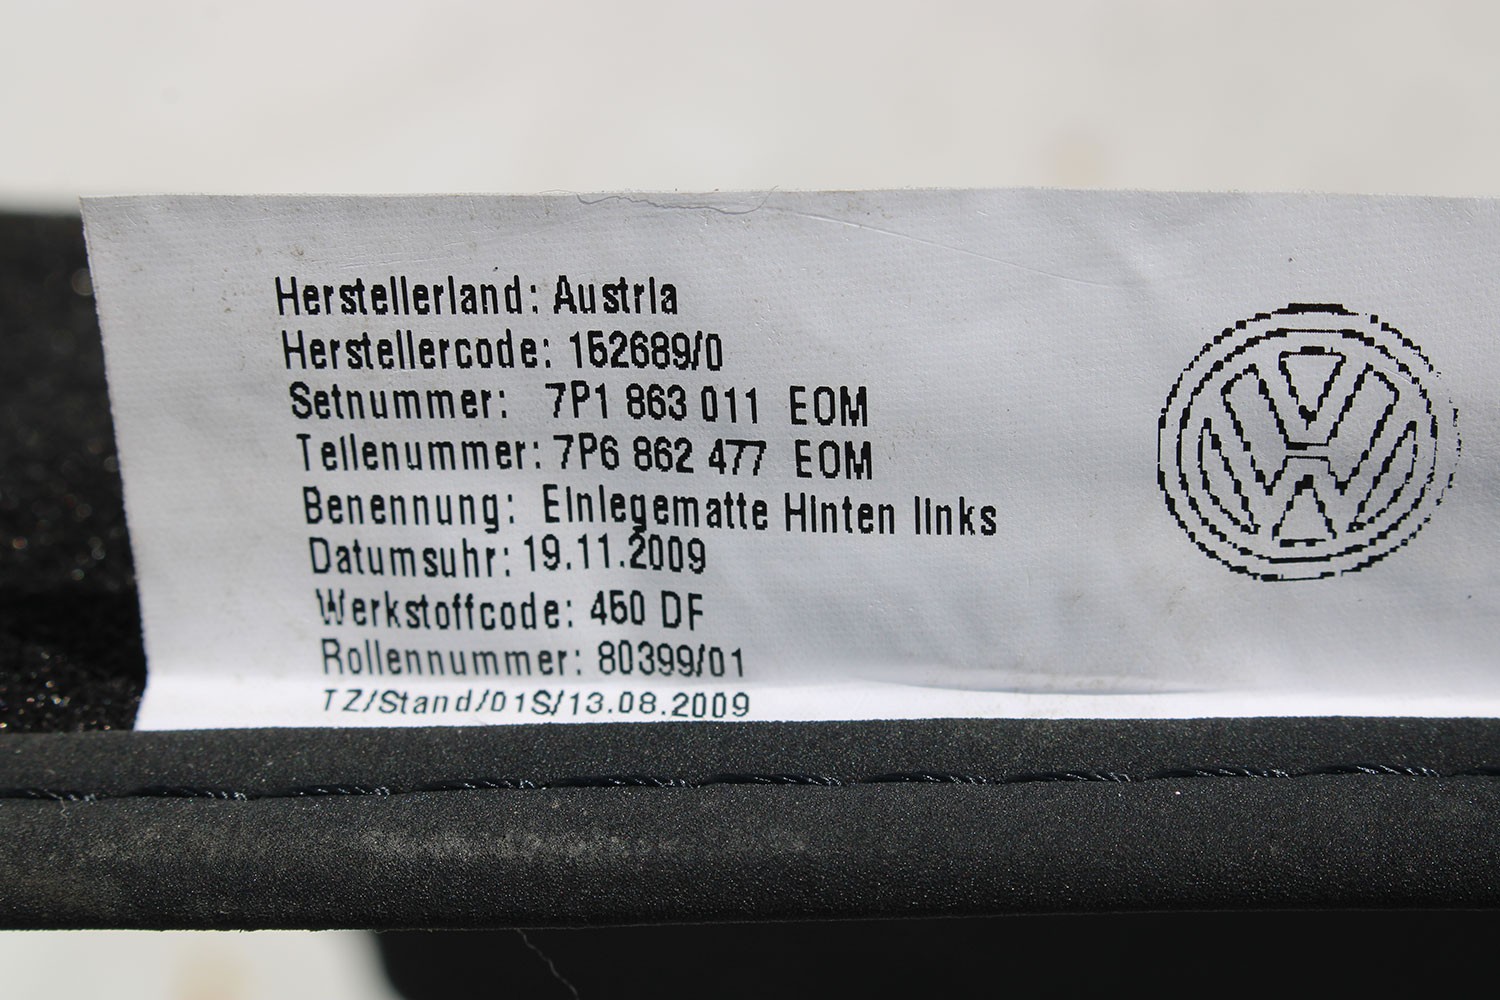 Herstellerland: Austria
Herstellercode: 152689/0
Setnummer: 7P1 863 011 EOM
Teilenummer: 7P6 862 477 EOM
Benennung: Einlegematte Hinten links
Datumsuhr: 19.11.2009
Werkstoffcode: 450 DF
Rollennummer: 80399/01
TZ/Stand/01S/13.08.2009
VW